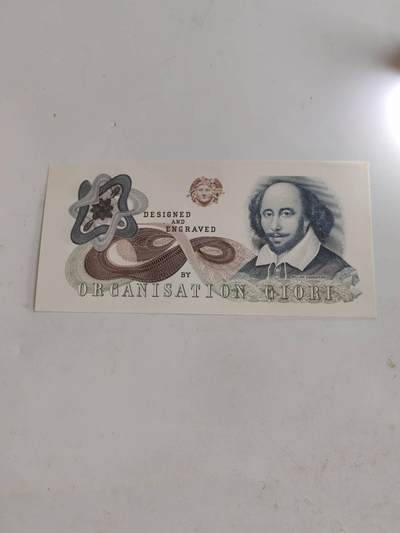 DESIGNED
AND
ENGRAVED
BY
ORGANISATION GIORI